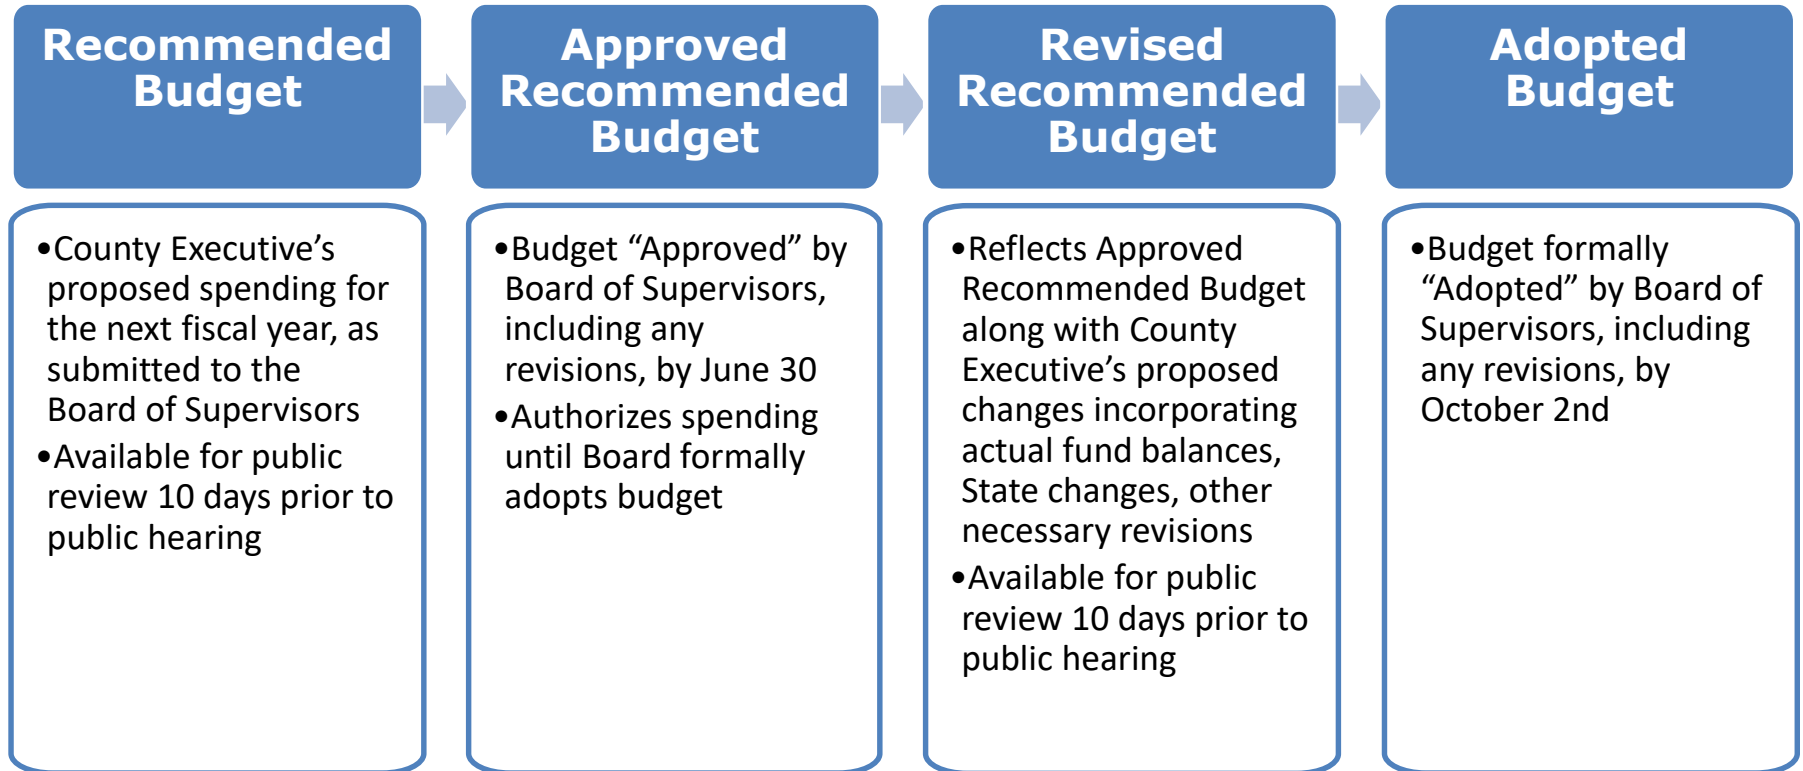 Recommended
Budget
•County Executive’s
proposed spending for
the next fiscal year, as
submitted to the
Board of Supervisors
•Available for public
review 10 days prior to
public hearing
Approved
Recommended
Budget
•Budget “Approved” by
Board of Supervisors,
including any
revisions, by June 30
•Authorizes spending
until Board formally
adopts budget
Revised
Recommended
Budget
•Reflects Approved
Recommended Budget
along with County
Executive’s proposed
changes incorporating
actual fund balances,
State changes, other
necessary revisions
•Available for public
review 10 days prior to
public hearing
Adopted
Budget
•Budget formally
“Adopted” by Board of
Supervisors, including
any revisions, by
October 2nd